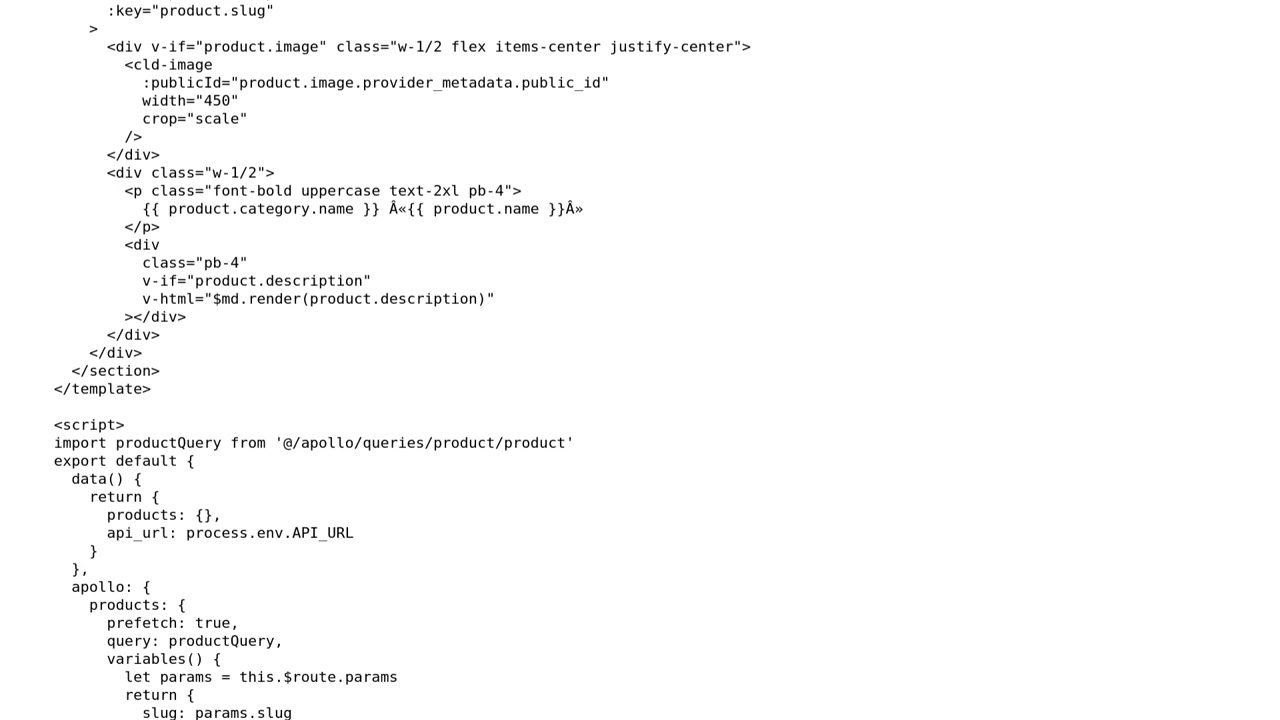 :key="product.slug"
>
<div v-if="product.image" class="w-1/2 flex items-center justify-center">
<cld-image
:publicId="product.image.provider_metadata.public_id"
width="450"
crop="scale"
/>
</div>
<div class="w-1/2">
<p class="font-bold uppercase text-2xl pb-4">
{{ product.category.name }} Â«{{ product.name }}Â»
</p>
<div
class="pb-4"
v-if="product.description"
v-html="$md.render(product.description)"
></div>
</div>
</div>
</section>
</template>
<script>
import productQuery from '@/apollo/queries/product/product'
export default {
data() {
return {
products: {},
api_url: process.env.API_URL
}
},
apollo: {
products: {
prefetch: true,
query: productQuery,
variables() {
let params = this.$route.params
return {
slug: params.slug